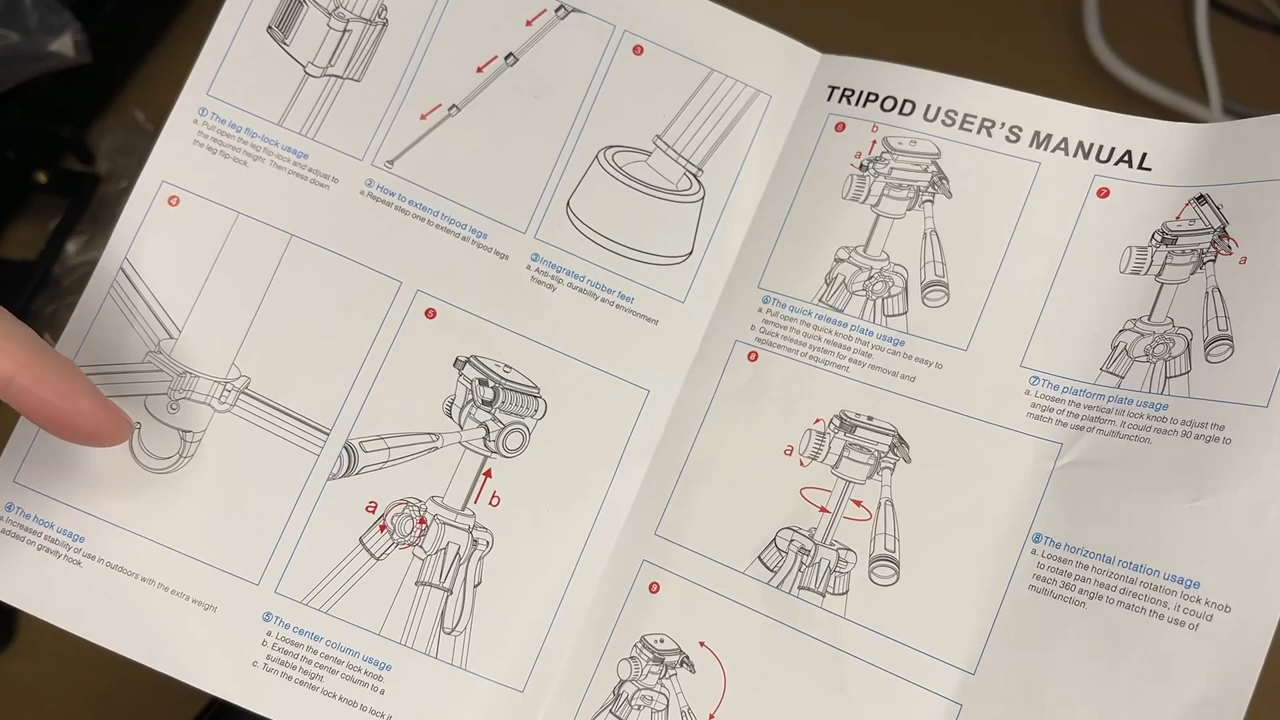 ① The leg flip-lock usage
a. Pull open the leg flip-lock and adjust to
the required height. Then press down
the leg flip-lock.
② How to extend tripod legs
a. Repeat step one to extend all tripod legs
3
③ Integrated rubber feet
a. Anti-slip, durability and environment
friendly
4
④ The hook usage
a. Increased stability of use in outdoors with the extra weight
added on gravity hook.
5
a
b
⑤ The center column usage
a. Loosen the center lock knob
b. Extend the center column to a
suitable height.
c. Turn the center lock knob to lock it
TRIPOD USER'S MANUAL
6
b
a
⑥ The quick release plate usage
a. Pull open the quick knob that you can be easy to
remove the quick release plate.
b. Quick release system for easy removal and
replacement of equipment.
7
a
⑦ The platform plate usage
a. Loosen the vertical tilt lock knob to adjust the
angle of the platform. It could reach 90 angle to
match the use of multifunction.
8
a
⑧ The horizontal rotation usage
a. Loosen the horizontal rotation lock knob
to rotate pan head directions, it could
reach 360 angle to match the use of
multifunction.
9